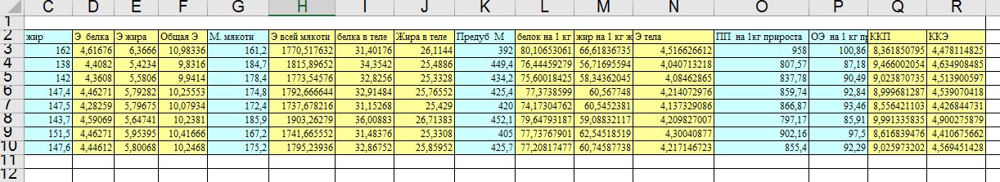 C D E F G H I J K L M N O P Q R
1
2 жир Э белка Э жира Общая Э М. мякоти Э всей мякоти белка в теле Жира в теле Предуб М белок на 1 кг жир на 1 кг ж Э тела ПП на 1кг прироста ОЭ на 1 кг пр ККП ККЭ
3 162 4,61676 6,3666 10,98336 161,2 1770,517632 31,40176 26,1144 392 80,10653061 66,61836735 4,516626612 958 100,86 8,361850795 4,478114825
4 138 4,4082 5,4234 9,8316 184,7 1815,89652 34,3542 25,4886 449,4 76,44459279 56,71695594 4,040713218 807,57 87,18 9,466002054 4,634908485
5 142 4,3608 5,5806 9,9414 178,4 1773,54576 32,8256 25,3328 434,2 75,60018425 58,34362045 4,08462865 837,78 90,49 9,023870735 4,513900597
6 147,4 4,46271 5,79282 10,25553 174,8 1792,666644 32,91484 25,76552 425,4 77,3738599 60,567748 4,214072976 859,74 92,84 8,999681287 4,539070418
7 147,5 4,28259 5,79675 10,07934 172,4 1737,678216 31,15268 25,429 420 74,17304762 60,5452381 4,137329086 866,87 93,46 8,556421103 4,426844731
8 143,7 4,59069 5,64741 10,2381 185,9 1903,26279 36,00883 26,71383 452,1 79,64793187 59,08832117 4,209827007 797,17 85,91 9,991335835 4,900275879
9 151,5 4,46271 5,95395 10,41666 167,2 1741,665552 31,48376 25,3308 405 77,73767901 62,54518519 4,30040877 902,16 97,5 8,616839476 4,410675662
10 147,6 4,44612 5,80068 10,2468 175,2 1795,23936 32,86752 25,85952 425,7 77,20817477 60,74587738 4,217146723 855,4 92,29 9,025973202 4,569451428
11
12